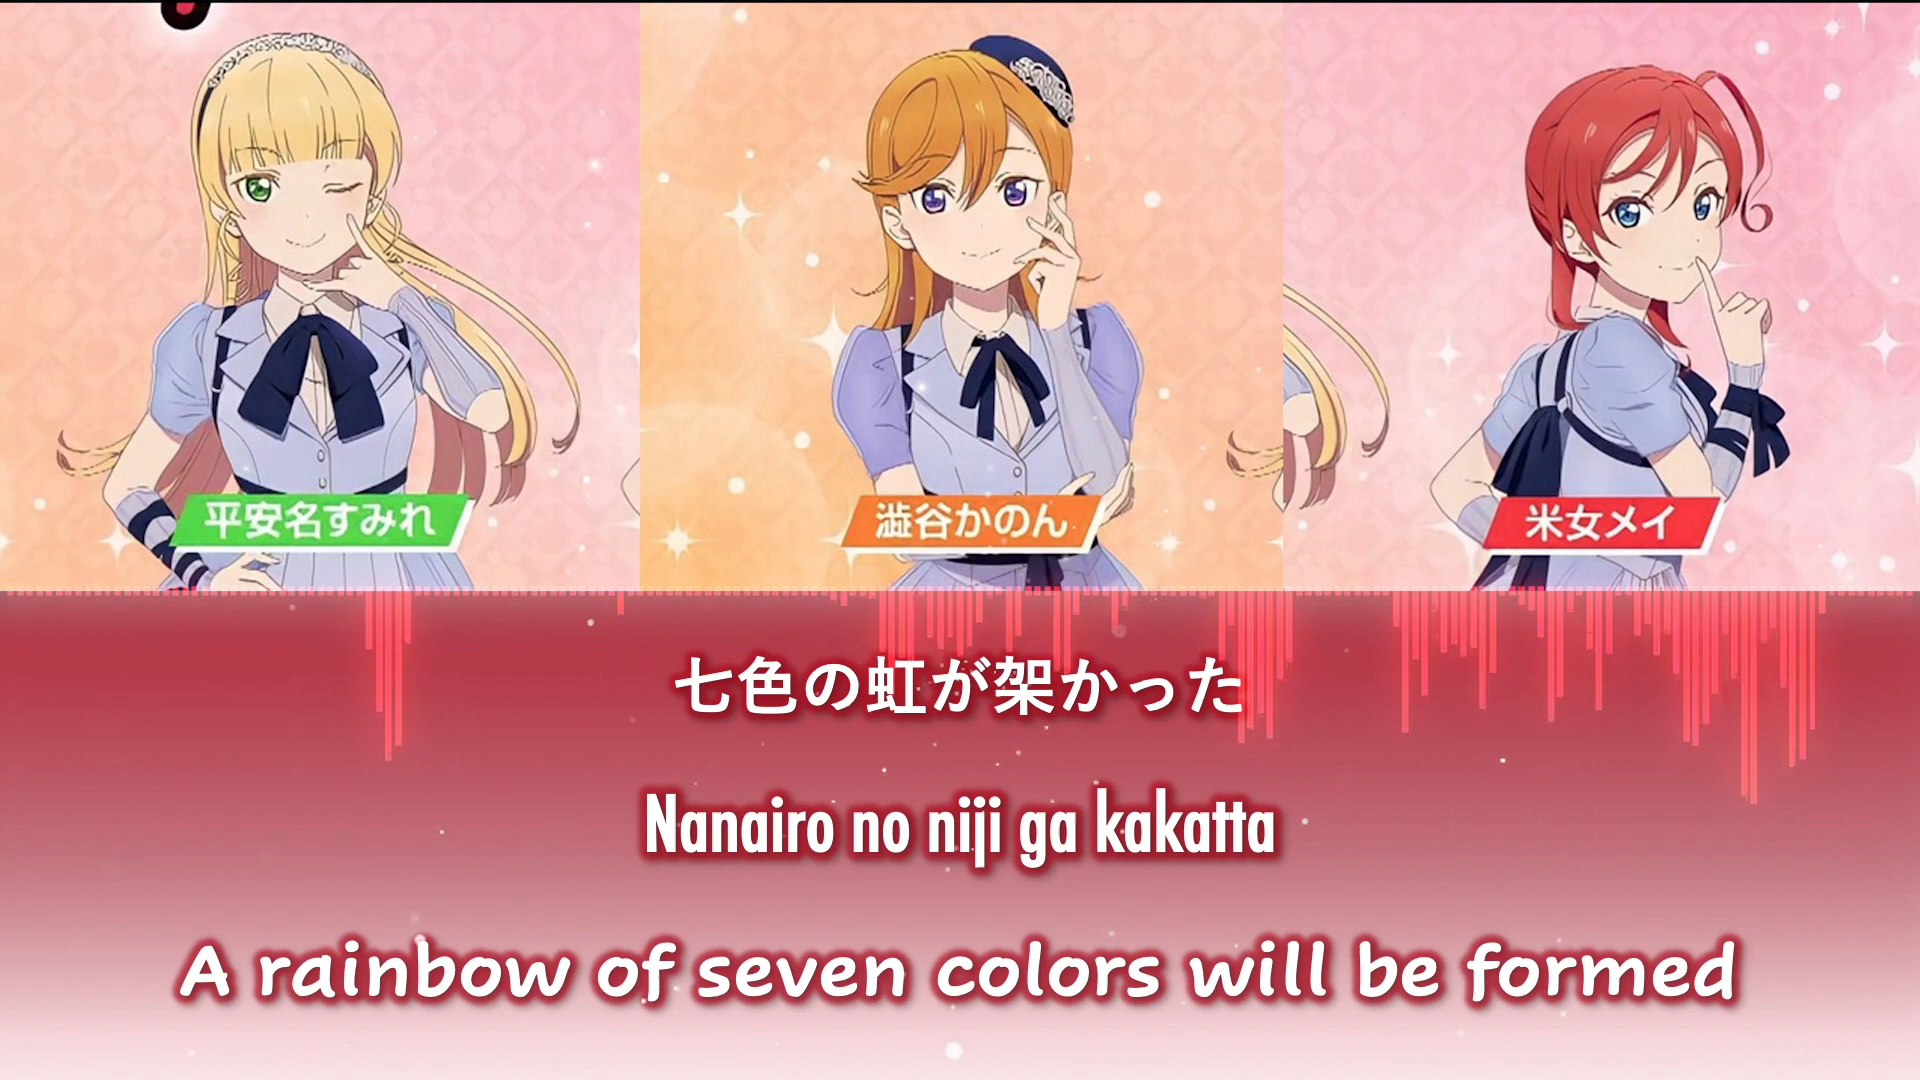 平安名すみれ
澁谷かのん
米女メイ
七色の虹が架かった
Nanairo no niji ga kakatta
A rainbow of seven colors will be formed